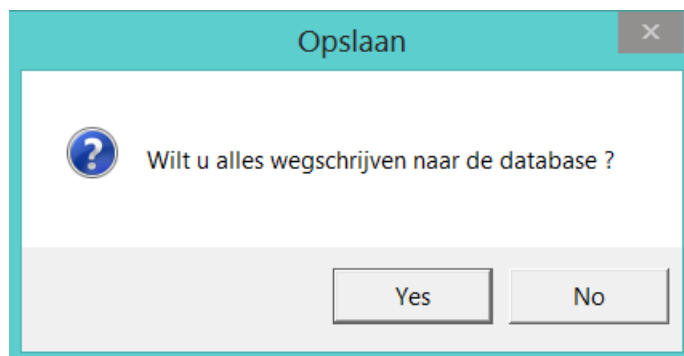 Opslaan
Wilt u alles wegschrijven naar de database ?
Yes
No